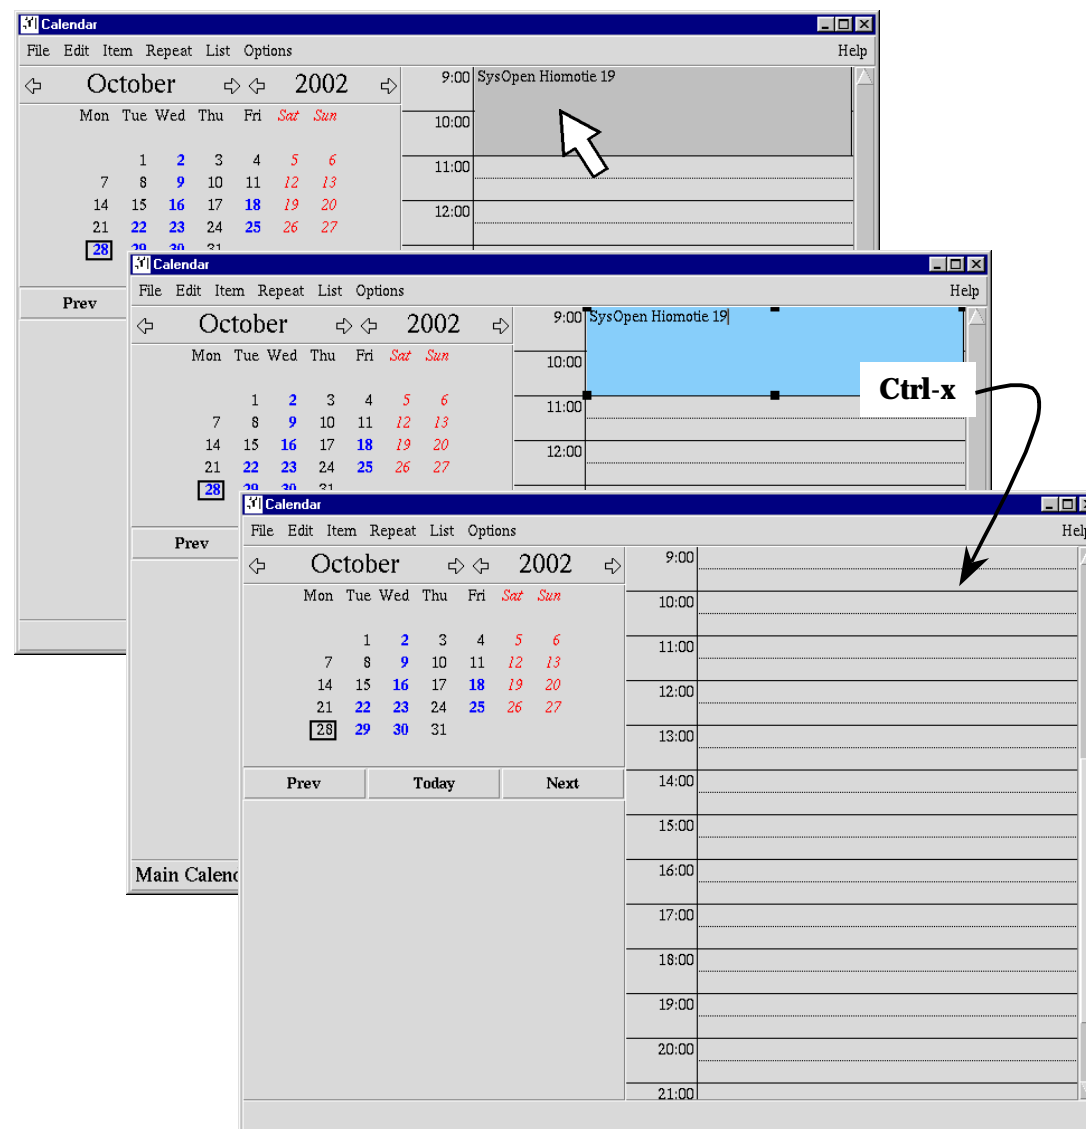 Calendar
File Edit Item Repeat List Options Help
October 2002
Mon Tue Wed Thu Fri Sat Sun
1 2 3 4 5 6
7 8 9 10 11 12 13
14 15 16 17 18 19 20
21 22 23 24 25 26 27
28 29 30 31
Prev
9:00 SysOpen Hiomotie 19
10:00
11:00
12:00
Calendar
File Edit Item Repeat List Options Help
October 2002
Mon Tue Wed Thu Fri Sat Sun
1 2 3 4 5 6
7 8 9 10 11 12 13
14 15 16 17 18 19 20
21 22 23 24 25 26 27
28 29 30 31
Prev
9:00 SysOpen Hiomotie 19
10:00
11:00
12:00
Main Calend
Ctrl-x
Calendar
File Edit Item Repeat List Options Help
October 2002
Mon Tue Wed Thu Fri Sat Sun
1 2 3 4 5 6
7 8 9 10 11 12 13
14 15 16 17 18 19 20
21 22 23 24 25 26 27
28 29 30 31
Prev Today Next
9:00
10:00
11:00
12:00
13:00
14:00
15:00
16:00
17:00
18:00
19:00
20:00
21:00